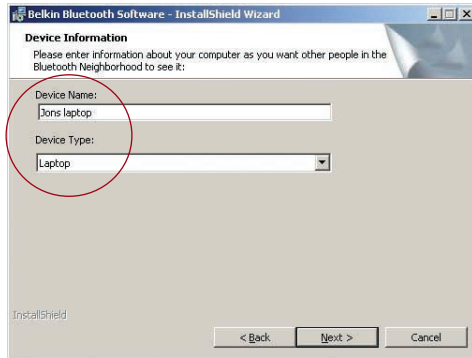 Belkin Bluetooth Software - InstallShield Wizard
Device Information
Please enter information about your computer as you want other people in the
Bluetooth Neighborhood to see it:
Device Name:
Jons laptop
Device Type:
Laptop
InstallShield
< Back Next > Cancel